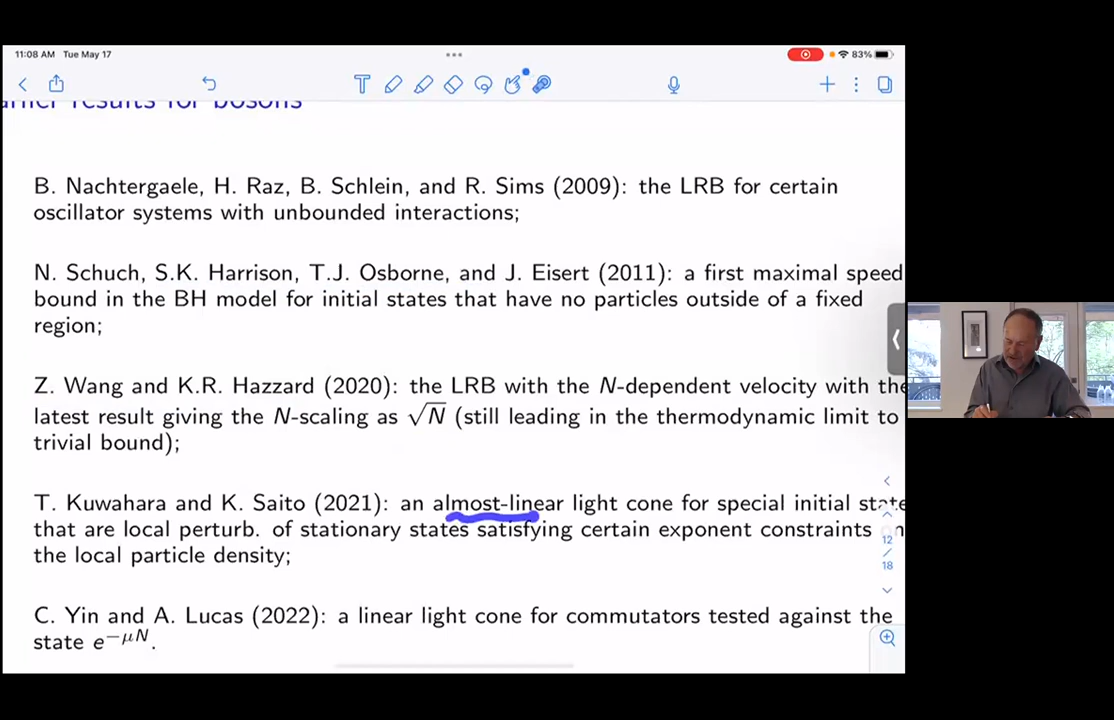 11:08 AM Tue May 17
83%
earlier results for bosons
B. Nachtergaele, H. Raz, B. Schlein, and R. Sims (2009): the LRB for certain
oscillator systems with unbounded interactions;
N. Schuch, S.K. Harrison, T.J. Osborne, and J. Eisert (2011): a first maximal speed
bound in the BH model for initial states that have no particles outside of a fixed
region;
Z. Wang and K.R. Hazzard (2020): the LRB with the N-dependent velocity with the
latest result giving the N-scaling as √N (still leading in the thermodynamic limit to
trivial bound);
T. Kuwahara and K. Saito (2021): an almost-linear light cone for special initial state
that are local perturb. of stationary states satisfying certain exponent constraints
the local particle density;
C. Yin and A. Lucas (2022): a linear light cone for commutators tested against the
state e^{-μN}.
12
/
18